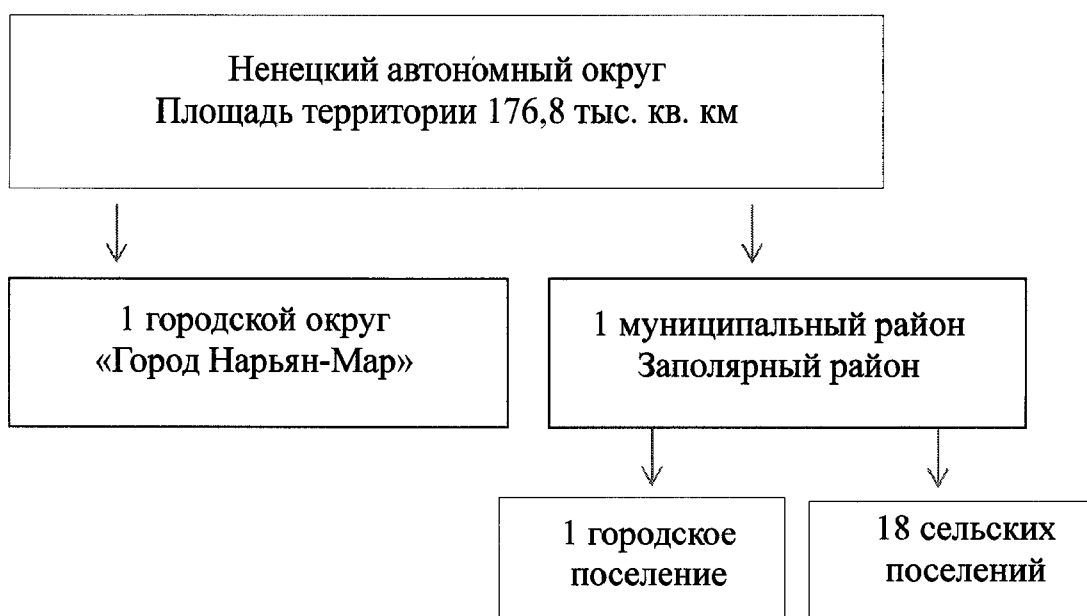 Ненецкий автономный округ
Площадь территории 176,8 тыс. кв. км
1 городской округ
«Город Нарьян-Мар»
1 муниципальный район
Заполярный район
1 городское
поселение
18 сельских
поселений